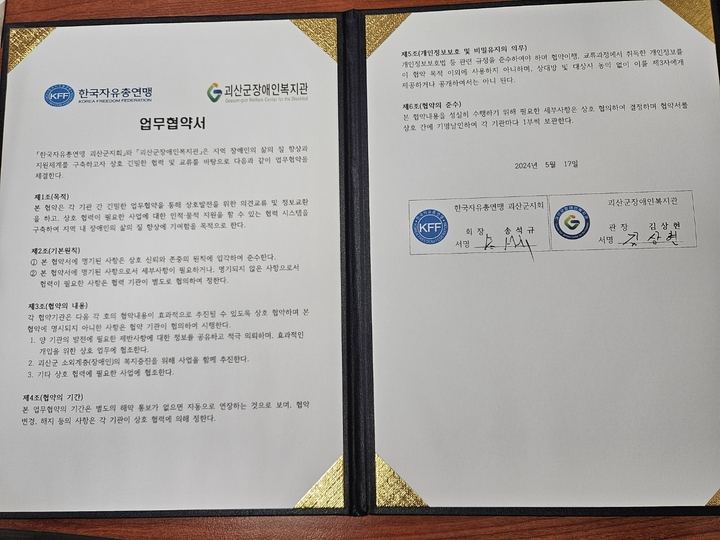 KFF 한국자유총연맹
KOREA FREEDOM FEDERATION
괴산군장애인복지관
Goesan-gun Welfare Center for the Disabled
업무협약서
『한국자유총연맹 괴산군지회』와 『괴산군장애인복지관』은 지역 장애인의 삶의 질 향상과
지원체계를 구축하고자 상호 긴밀한 협력 및 교류를 바탕으로 다음과 같이 업무협약을
체결한다.
제1조(목적)
본 협약은 각 기관 간 긴밀한 업무협약을 통해 상호발전을 위한 의견교류 및 정보교환
을 하고, 상호 협력이 필요한 사업에 대한 인적·물적 지원을 할 수 있는 협력 시스템을
구축하여 지역 내 장애인의 삶의 질 향상에 기여함을 목적으로 한다.
제2조(기본원칙)
① 본 협약서에 명기된 사항은 상호 신뢰와 존중의 원칙에 입각하여 준수한다.
② 본 협약서에 명기된 사항으로서 세부사항이 필요하거나, 명기되지 않은 사항으로서
협력이 필요한 사항은 협력 기관이 별도로 협의하여 정한다.
제3조(협약의 내용)
각 협약기관은 다음 각 호의 협약내용이 효과적으로 추진될 수 있도록 상호 협약하며 본
협약에 명시되지 아니한 사항은 협약 기관이 협의하여 시행한다.
1. 양 기관의 발전에 필요한 제반사항에 대한 정보를 공유하고 적극 의뢰하며, 효과적인
개입을 위한 상호 업무에 협조한다.
2. 괴산군 소외계층(장애인)의 복지증진을 위해 사업을 함께 추진한다.
3. 기타 상호 협력에 필요한 사업에 협조한다.
제4조(협약의 기간)
본 업무협약의 기간은 별도의 해약 통보가 없으면 자동으로 연장하는 것으로 보며, 협약
변경, 해지 등의 사항은 각 기관이 상호 협력에 의해 정한다.
제5조(개인정보보호 및 비밀유지의 의무)
개인정보보호법 등 관련 규정을 준수하여야 하며 협약이행, 교류과정에서 취득한 개인정보를
이 협약 목적 이외에 사용하지 아니하며, 상대방 및 대상사 동의 없이 이를 제3자에게
제공하거나 공개하여서는 아니 된다.
제6조(협약의 준수)
본 협약내용을 성실히 수행하기 위해 필요한 세부사항은 상호 협의하여 결정하며 협약서를
상호 간에 기명날인하여 각 기관마다 1부씩 보관한다.
2024년 5월 17일
KFF
한국자유총연맹 괴산군지회
회 장 송석규
서명
괴산군장애인복지관
관 장 김상현
서명 김상현